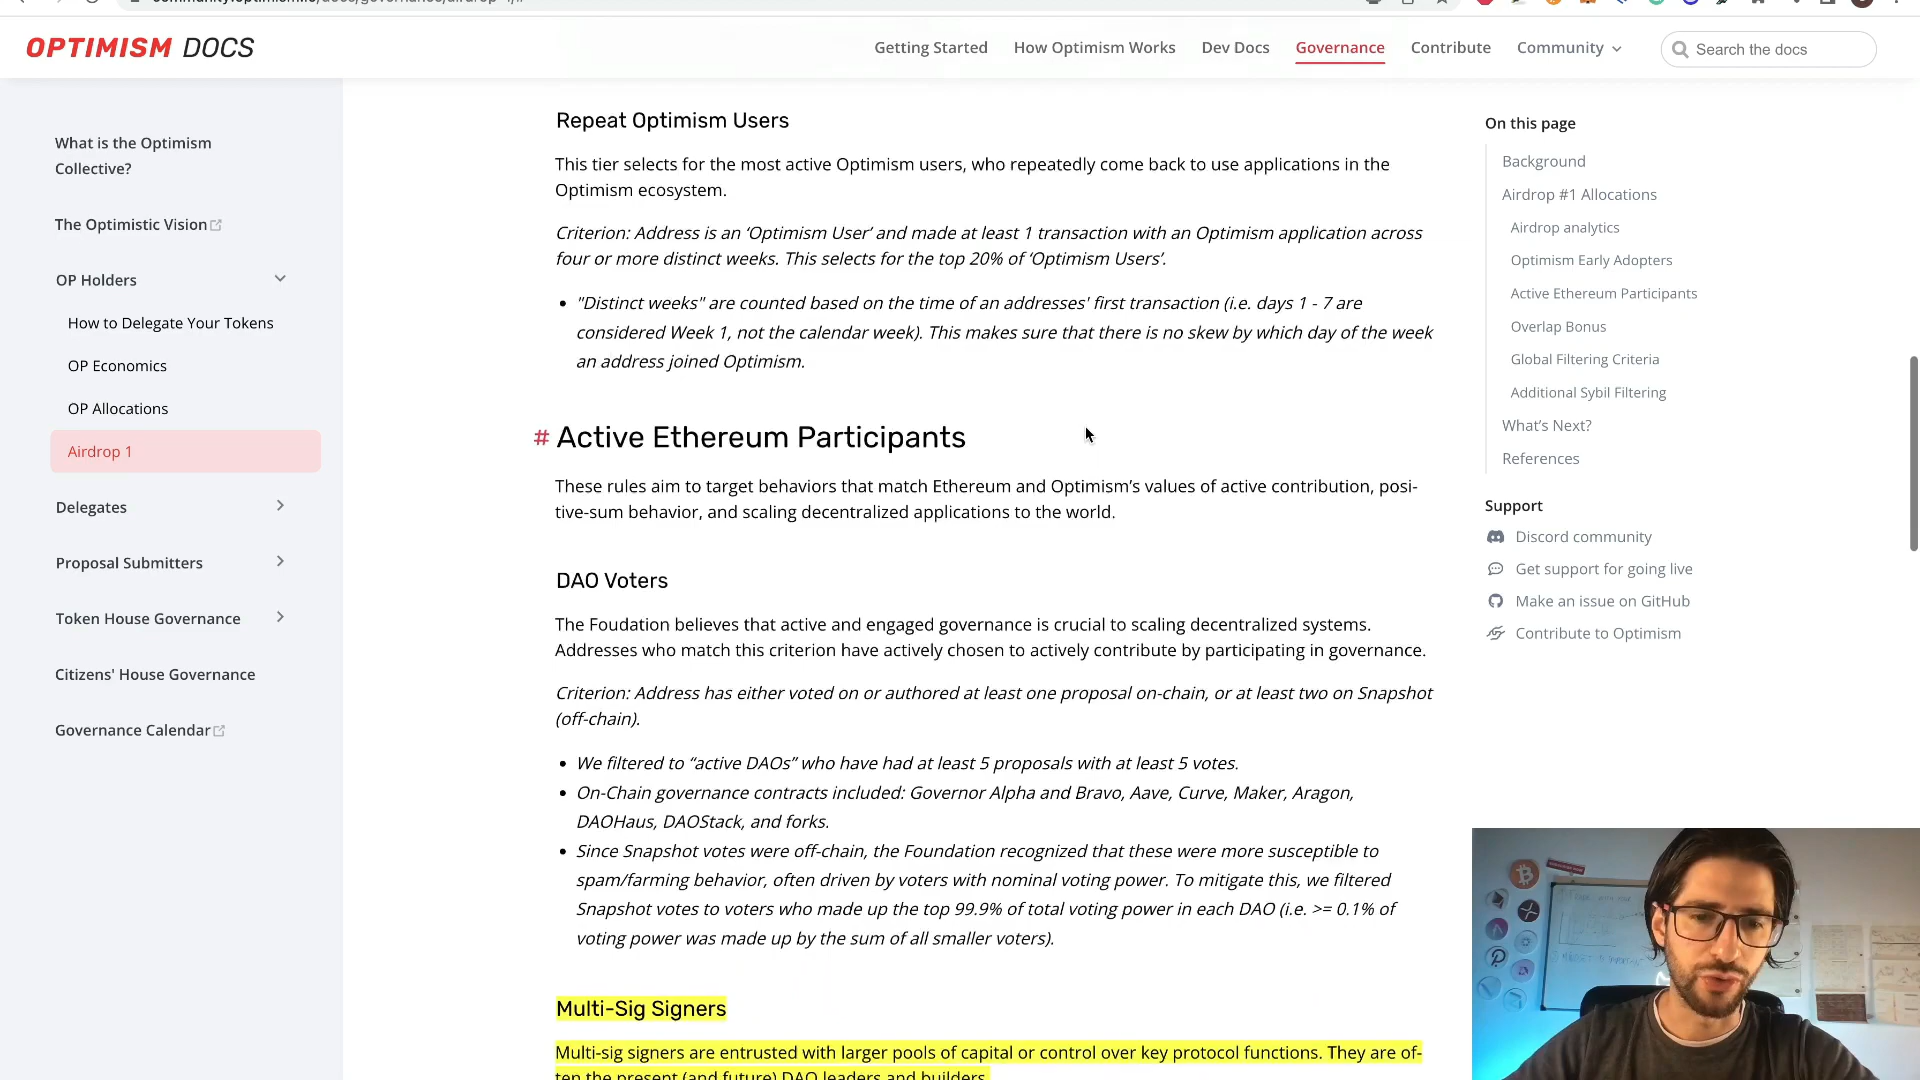 OPTIMISM DOCS
Getting Started
How Optimism Works
Dev Docs
Governance
Contribute
Community
Search the docs
What is the Optimism
Collective?
The Optimistic Vision
OP Holders
How to Delegate Your Tokens
OP Economics
OP Allocations
Airdrop 1
Delegates
Proposal Submitters
Token House Governance
Citizens' House Governance
Governance Calendar
Repeat Optimism Users
This tier selects for the most active Optimism users, who repeatedly come back to use applications in the
Optimism ecosystem.
Criterion: Address is an ‘Optimism User’ and made at least 1 transaction with an Optimism application across
four or more distinct weeks. This selects for the top 20% of ‘Optimism Users’.
• "Distinct weeks" are counted based on the time of an addresses' first transaction (i.e. days 1 - 7 are
considered Week 1, not the calendar week). This makes sure that there is no skew by which day of the week
an address joined Optimism.
# Active Ethereum Participants
These rules aim to target behaviors that match Ethereum and Optimism’s values of active contribution, posi-
tive-sum behavior, and scaling decentralized applications to the world.
DAO Voters
The Foudation believes that active and engaged governance is crucial to scaling decentralized systems.
Addresses who match this criterion have actively chosen to actively contribute by participating in governance.
Criterion: Address has either voted on or authored at least one proposal on-chain, or at least two on Snapshot
(off-chain).
• We filtered to “active DAOs” who have had at least 5 proposals with at least 5 votes.
• On-Chain governance contracts included: Governor Alpha and Bravo, Aave, Curve, Maker, Aragon,
DAOHaus, DAOStack, and forks.
• Since Snapshot votes were off-chain, the Foundation recognized that these were more susceptible to
spam/farming behavior, often driven by voters with nominal voting power. To mitigate this, we filtered
Snapshot votes to voters who made up the top 99.9% of total voting power in each DAO (i.e. >= 0.1% of
voting power was made up by the sum of all smaller voters).
Multi-Sig Signers
Multi-sig signers are entrusted with larger pools of capital or control over key protocol functions. They are of-
ten the present (and future) DAO leaders and builders.
On this page
Background
Airdrop #1 Allocations
Airdrop analytics
Optimism Early Adopters
Active Ethereum Participants
Overlap Bonus
Global Filtering Criteria
Additional Sybil Filtering
What’s Next?
References
Support
Discord community
Get support for going live
Make an issue on GitHub
Contribute to Optimism